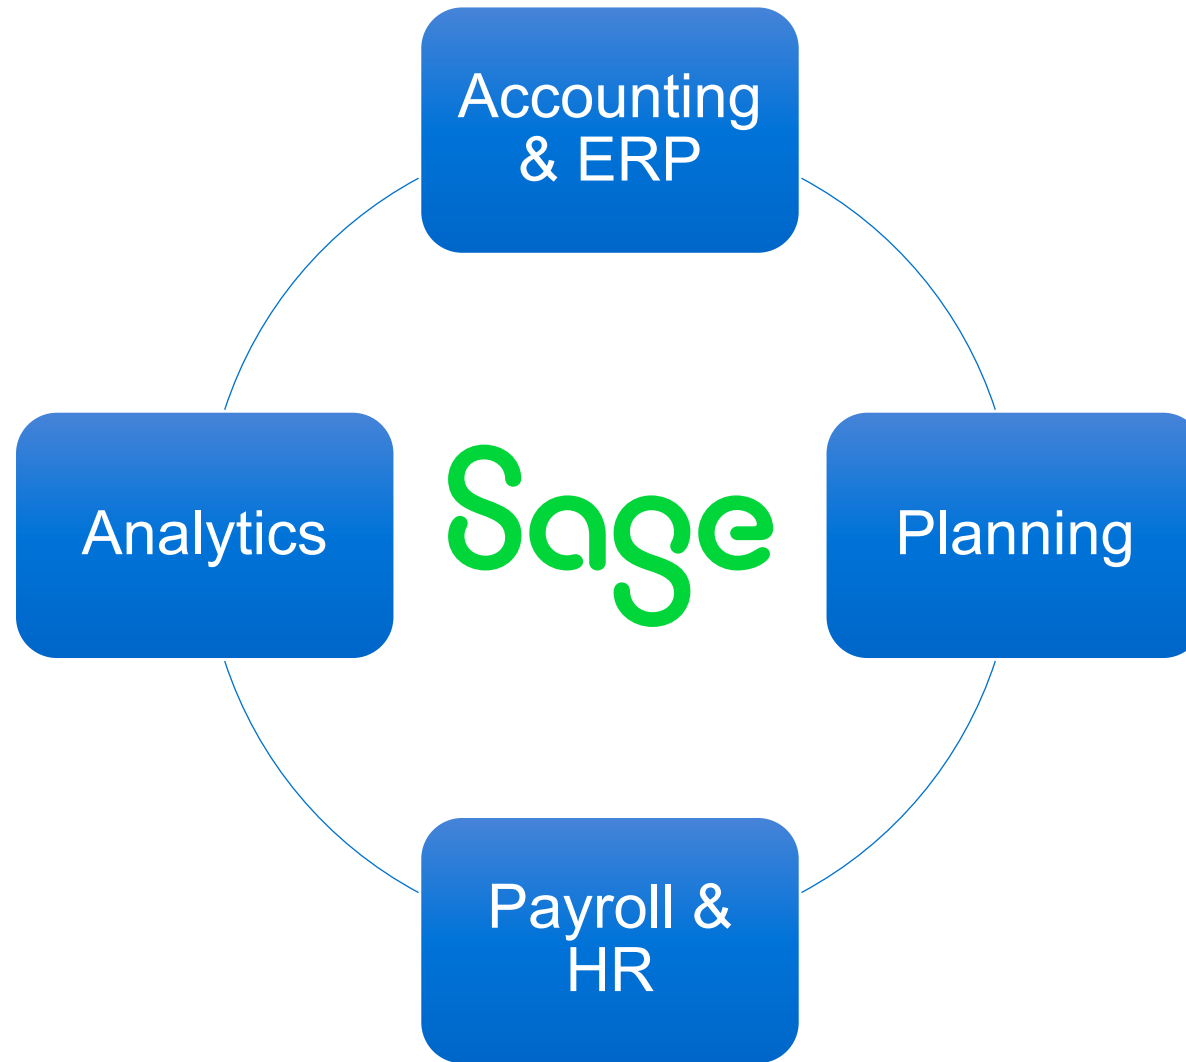 Accounting
& ERP
Analytics
Sage
Planning
Payroll &
HR